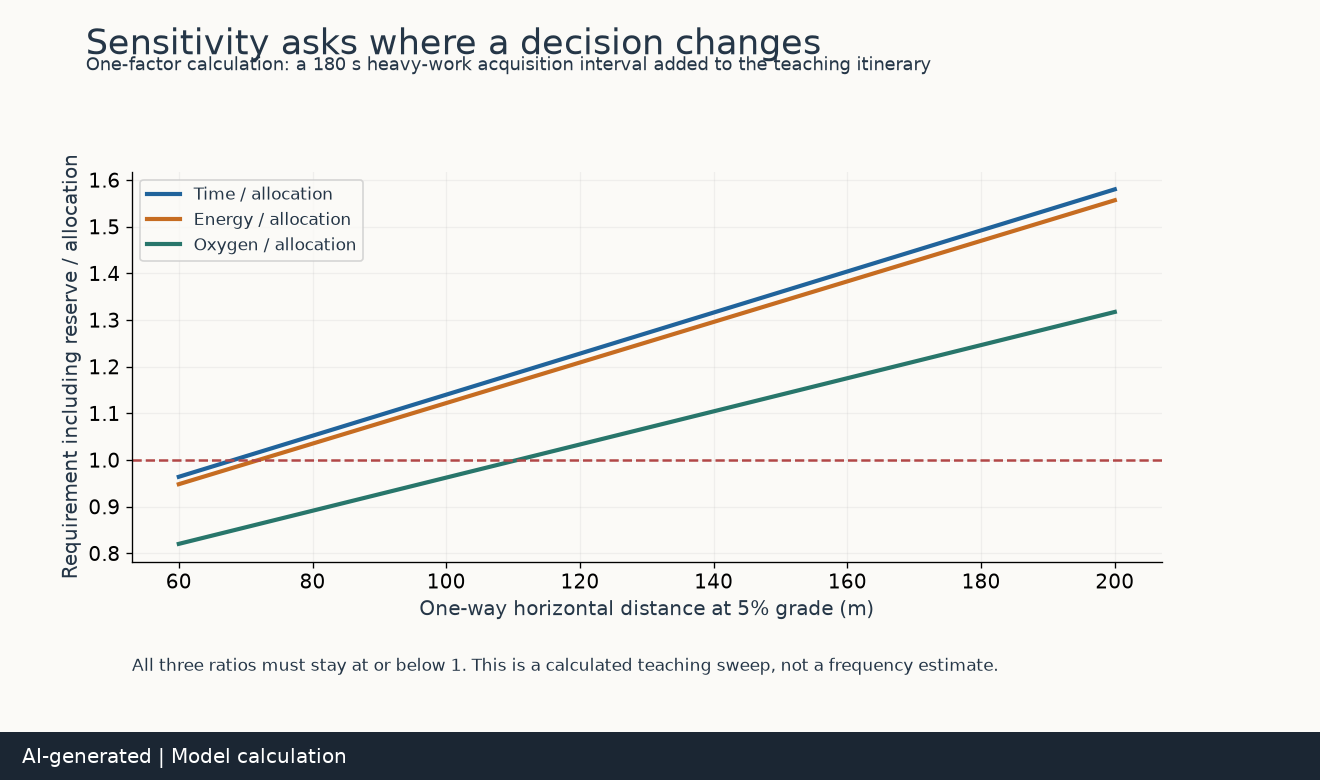 Sensitivity asks where a decision changes
One-factor calculation: a 180 s heavy-work acquisition interval added to the teaching itinerary
Requirement including reserve / allocation
1.6
1.5
1.4
1.3
1.2
1.1
1.0
0.9
0.8
Time / allocation
Energy / allocation
Oxygen / allocation
60 80 100 120 140 160 180 200
One-way horizontal distance at 5% grade (m)
All three ratios must stay at or below 1. This is a calculated teaching sweep, not a frequency estimate.
AI-generated | Model calculation